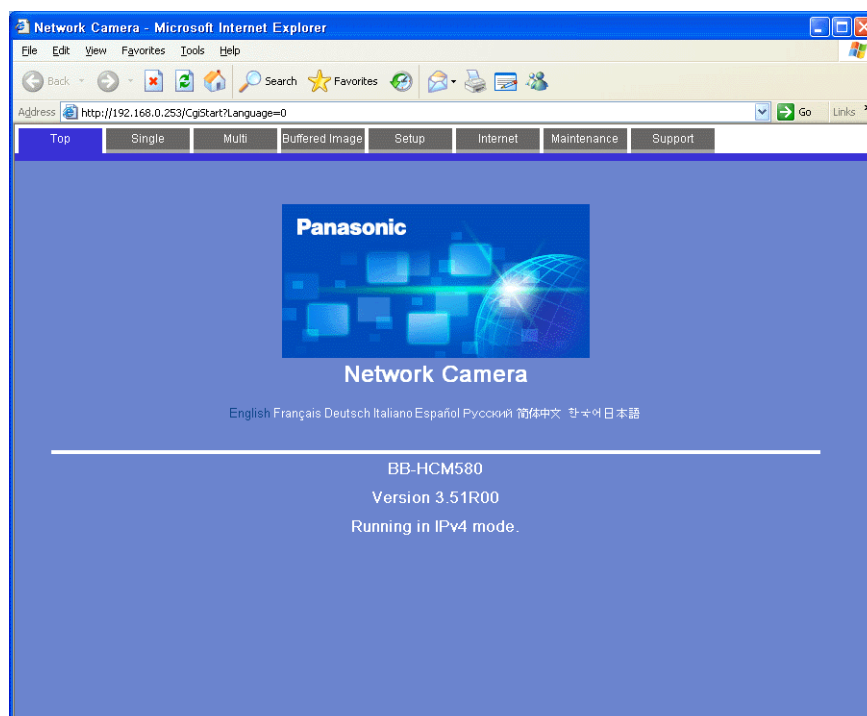 Network Camera - Microsoft Internet Explorer
File Edit View Favorites Tools Help
Back Search Favorites
Address http://192.168.0.253/CgiStart?Language=0 Go Links
Top Single Multi Buffered Image Setup Internet Maintenance Support
Panasonic
Network Camera
English Français Deutsch Italiano Español Русский 简体中文 한국어 日本語
BB-HCM580
Version 3.51R00
Running in IPv4 mode.